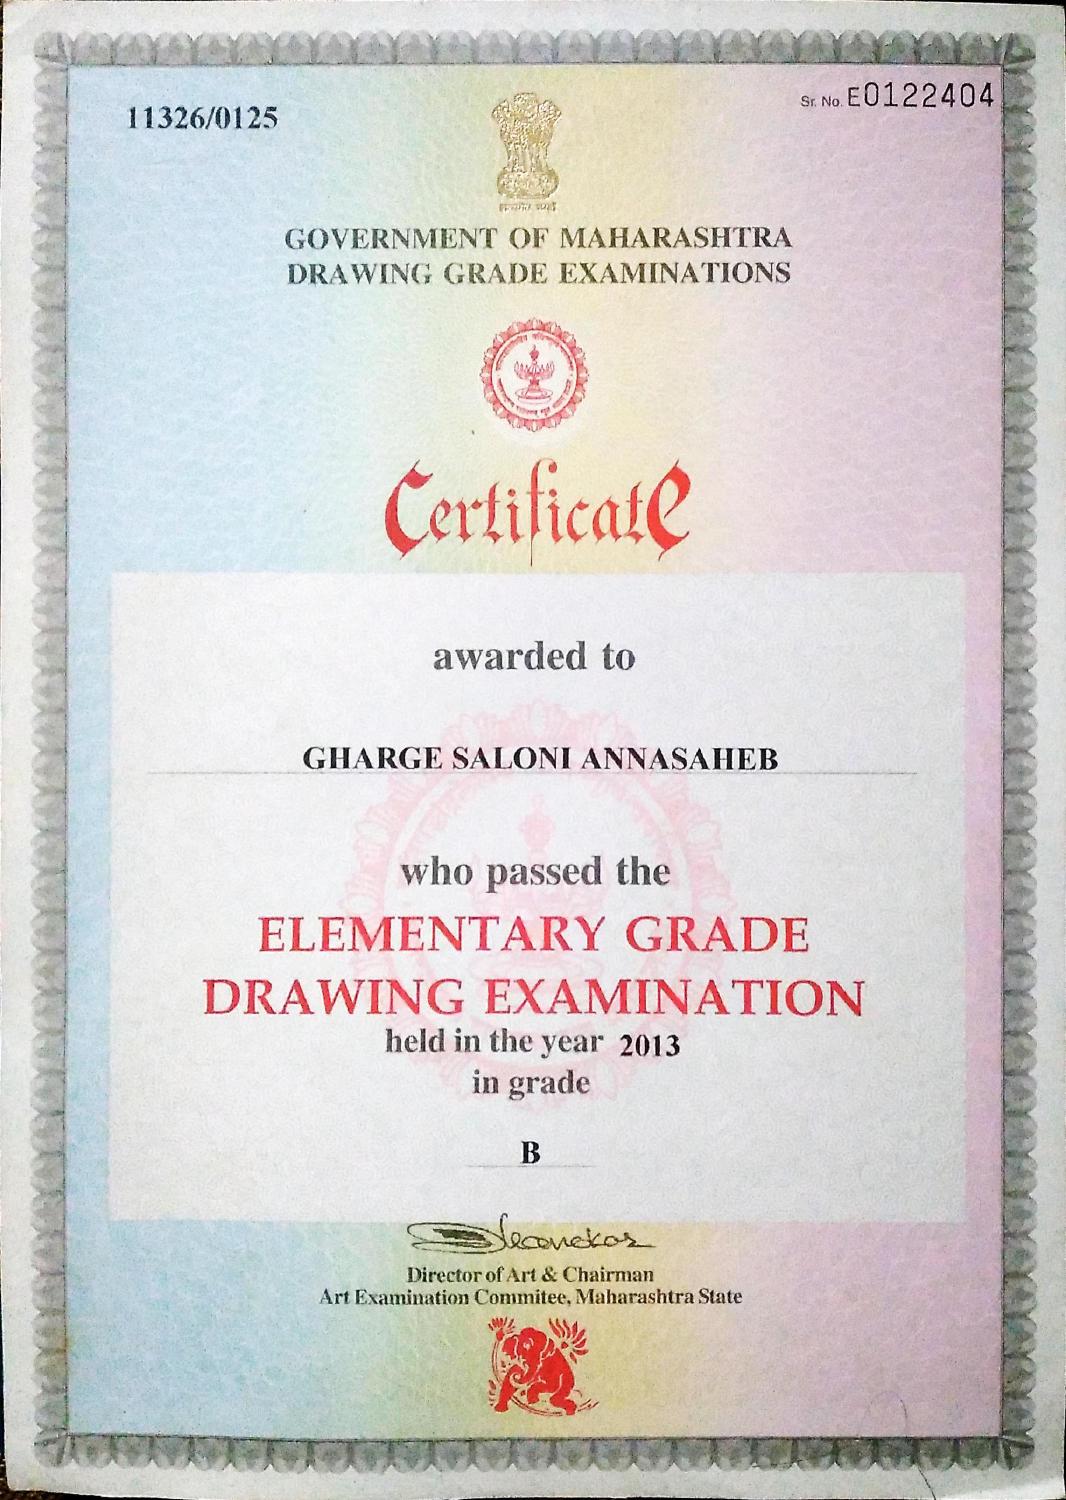 11326/0125
Sr. No. E0122404
GOVERNMENT OF MAHARASHTRA
DRAWING GRADE EXAMINATIONS
Certificate
awarded to
GHARGE SALONI ANNASAHEB
who passed the
ELEMENTARY GRADE
DRAWING EXAMINATION
held in the year 2013
in grade
B
Director of Art & Chairman
Art Examination Commitee, Maharashtra State